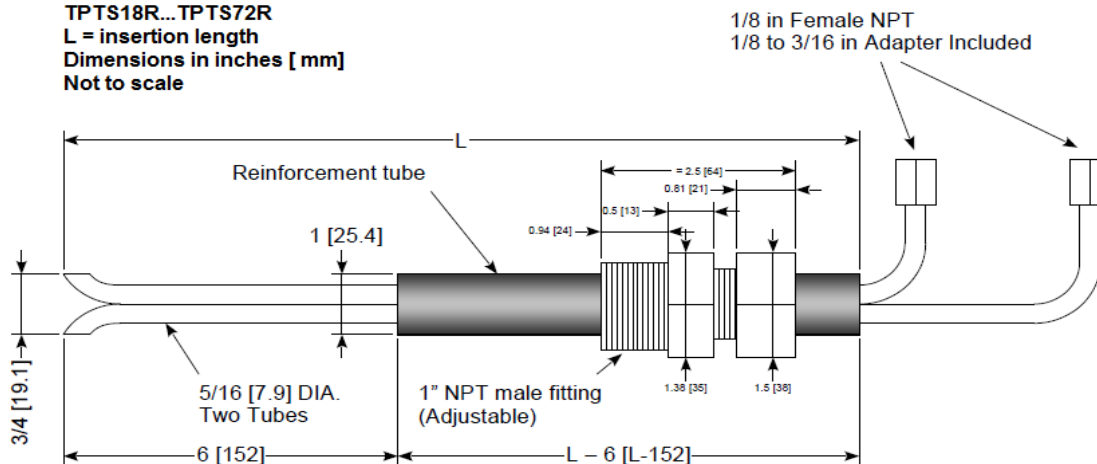 TPTS18R...TPTS72R
L = insertion length
Dimensions in inches [ mm]
Not to scale
1/8 in Female NPT
1/8 to 3/16 in Adapter Included
L
Reinforcement tube
= 2.5 [64]
0.81 [21]
0.5 [13]
0.94 [24]
1 [25.4]
3/4 [19.1]
5/16 [7.9] DIA.
Two Tubes
1” NPT male fitting
(Adjustable)
1.38 [35]
1.5 [38]
6 [152]
L – 6 [L-152]